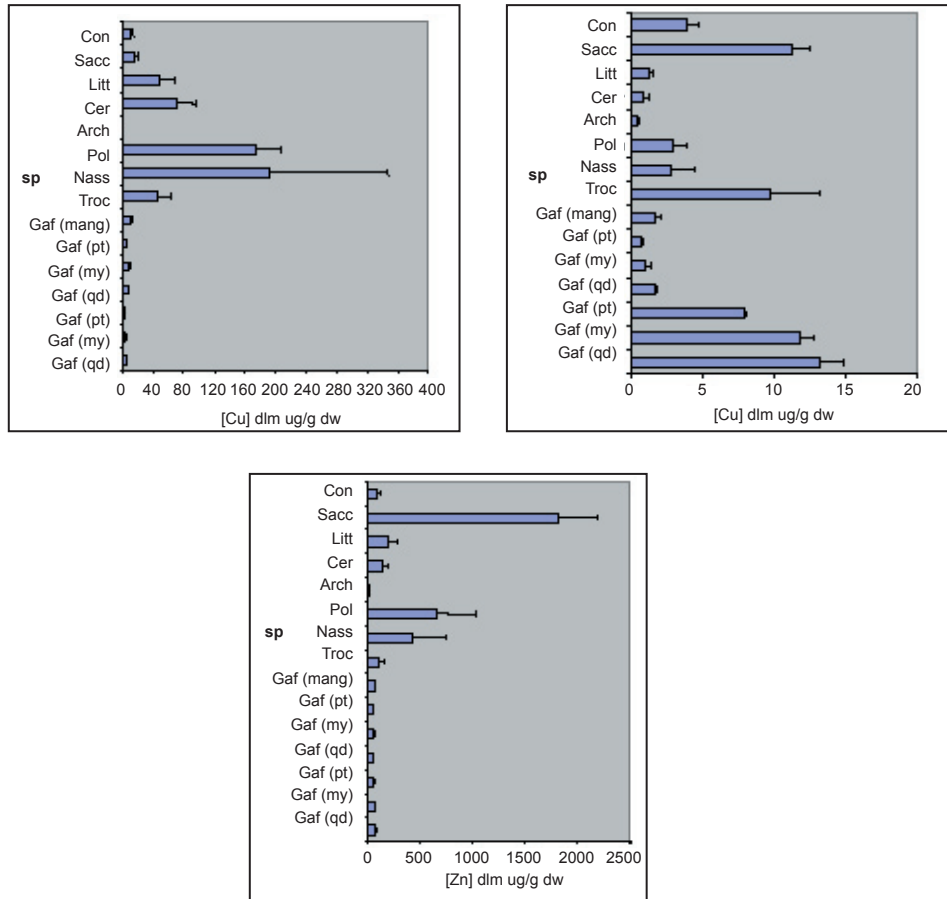 Con
Sacc
Litt
Cer
Arch
Pol
sp
Nass
Troc
Gaf (mang)
Gaf (pt)
Gaf (my)
Gaf (qd)
Gaf (pt)
Gaf (my)
Gaf (qd)
0 40 80 120 160 200 240 280 320 360 400
[Cu] dlm ug/g dw
Con
Sacc
Litt
Cer
Arch
Pol
Nass
sp
Troc
Gaf (mang)
Gaf (pt)
Gaf (my)
Gaf (qd)
Gaf (pt)
Gaf (my)
Gaf (qd)
0 5 10 15 20
[Cu] dlm ug/g dw
Con
Sacc
Litt
Cer
Arch
Pol
sp
Nass
Troc
Gaf (mang)
Gaf (pt)
Gaf (my)
Gaf (qd)
Gaf (pt)
Gaf (my)
Gaf (qd)
0 500 1000 1500 2000 2500
[Zn] dlm ug/g dw